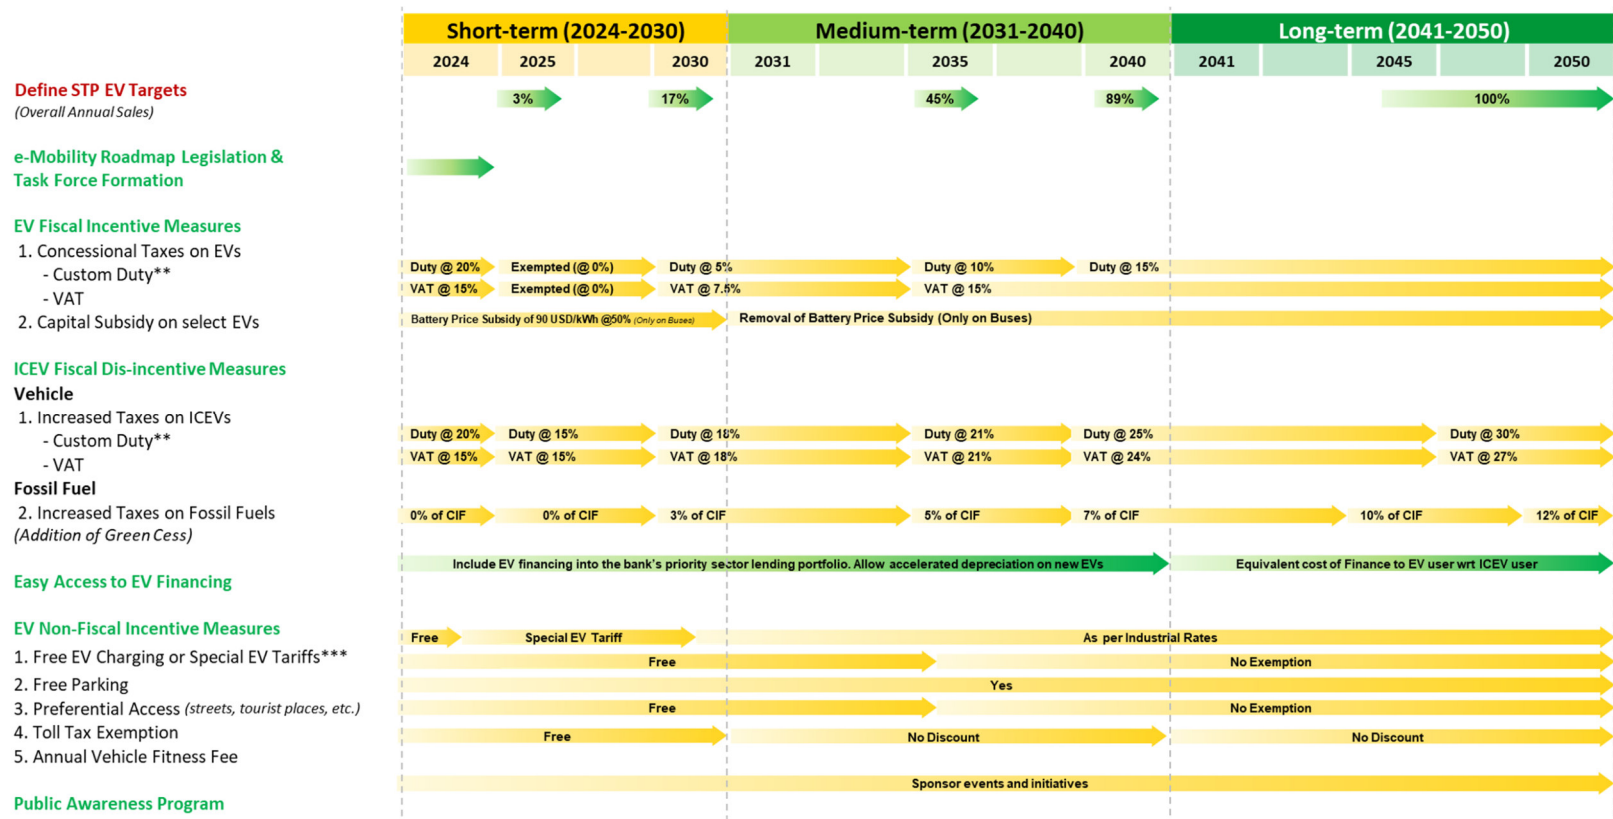 Short-term (2024-2030) Medium-term (2031-2040) Long-term (2041-2050)
2024 2025 2030 2031 2035 2040 2041 2045 2050
Define STP EV Targets 3% 17% 45% 89% 100%
(Overall Annual Sales)
e-Mobility Roadmap Legislation &
Task Force Formation
EV Fiscal Incentive Measures
1. Concessional Taxes on EVs
- Custom Duty** Duty @ 20% Exempted (@ 0%) Duty @ 5% Duty @ 10% Duty @ 15%
- VAT VAT @ 15% Exempted (@ 0%) VAT @ 7.5% VAT @ 15%
2. Capital Subsidy on select EVs Battery Price Subsidy of 90 USD/kWh @50% (Only on Buses) Removal of Battery Price Subsidy (Only on Buses)
ICEV Fiscal Dis-incentive Measures
Vehicle
1. Increased Taxes on ICEVs
- Custom Duty** Duty @ 20% Duty @ 15% Duty @ 18% Duty @ 21% Duty @ 25% Duty @ 30%
- VAT VAT @ 15% VAT @ 15% VAT @ 18% VAT @ 21% VAT @ 24% VAT @ 27%
Fossil Fuel
2. Increased Taxes on Fossil Fuels 0% of CIF 0% of CIF 3% of CIF 5% of CIF 7% of CIF 10% of CIF 12% of CIF
(Addition of Green Cess)
Easy Access to EV Financing Include EV financing into the bank's priority sector lending portfolio. Allow accelerated depreciation on new EVs Equivalent cost of Finance to EV user wrt ICEV user
EV Non-Fiscal Incentive Measures
1. Free EV Charging or Special EV Tariffs*** Free Special EV Tariff As per Industrial Rates
2. Free Parking Free No Exemption
3. Preferential Access (streets, tourist places, etc.) Yes
4. Toll Tax Exemption Free No Exemption
5. Annual Vehicle Fitness Fee Free No Discount No Discount
Public Awareness Program Sponsor events and initiatives